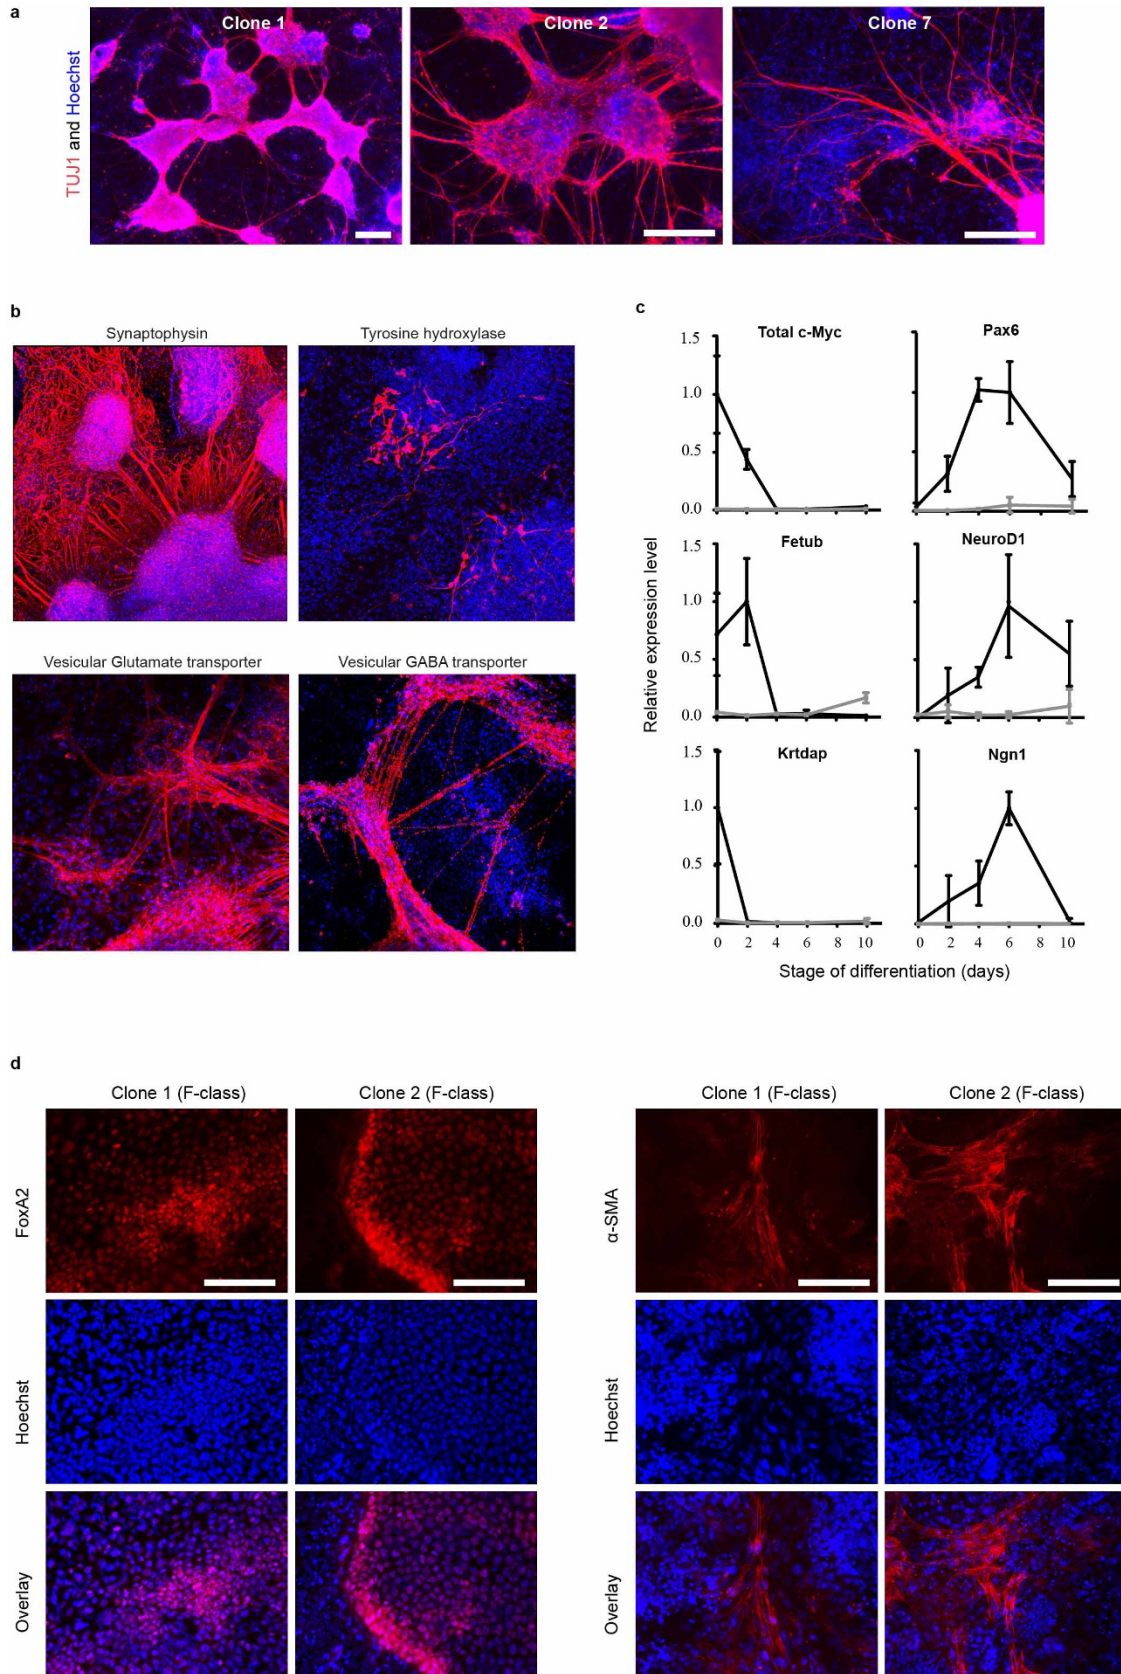 a
Clone 1
Clone 2
Clone 7
TUJ1 and Hoechst
b
Synaptophysin
Tyrosine hydroxylase
Vesicular Glutamate transporter
Vesicular GABA transporter
c
Relative expression level
Total c-Myc
1.5
1.0
0.5
0.0
Pax6
Fetub
1.5
1.0
0.5
0.0
NeuroD1
Krtdap
1.5
1.0
0.5
0.0
Ngn1
0 2 4 6 8 10
0 2 4 6 8 10
Stage of differentiation (days)
d
Clone 1 (F-class)
Clone 2 (F-class)
FoxA2
Hoechst
Overlay
Clone 1 (F-class)
Clone 2 (F-class)
α-SMA
Hoechst
Overlay